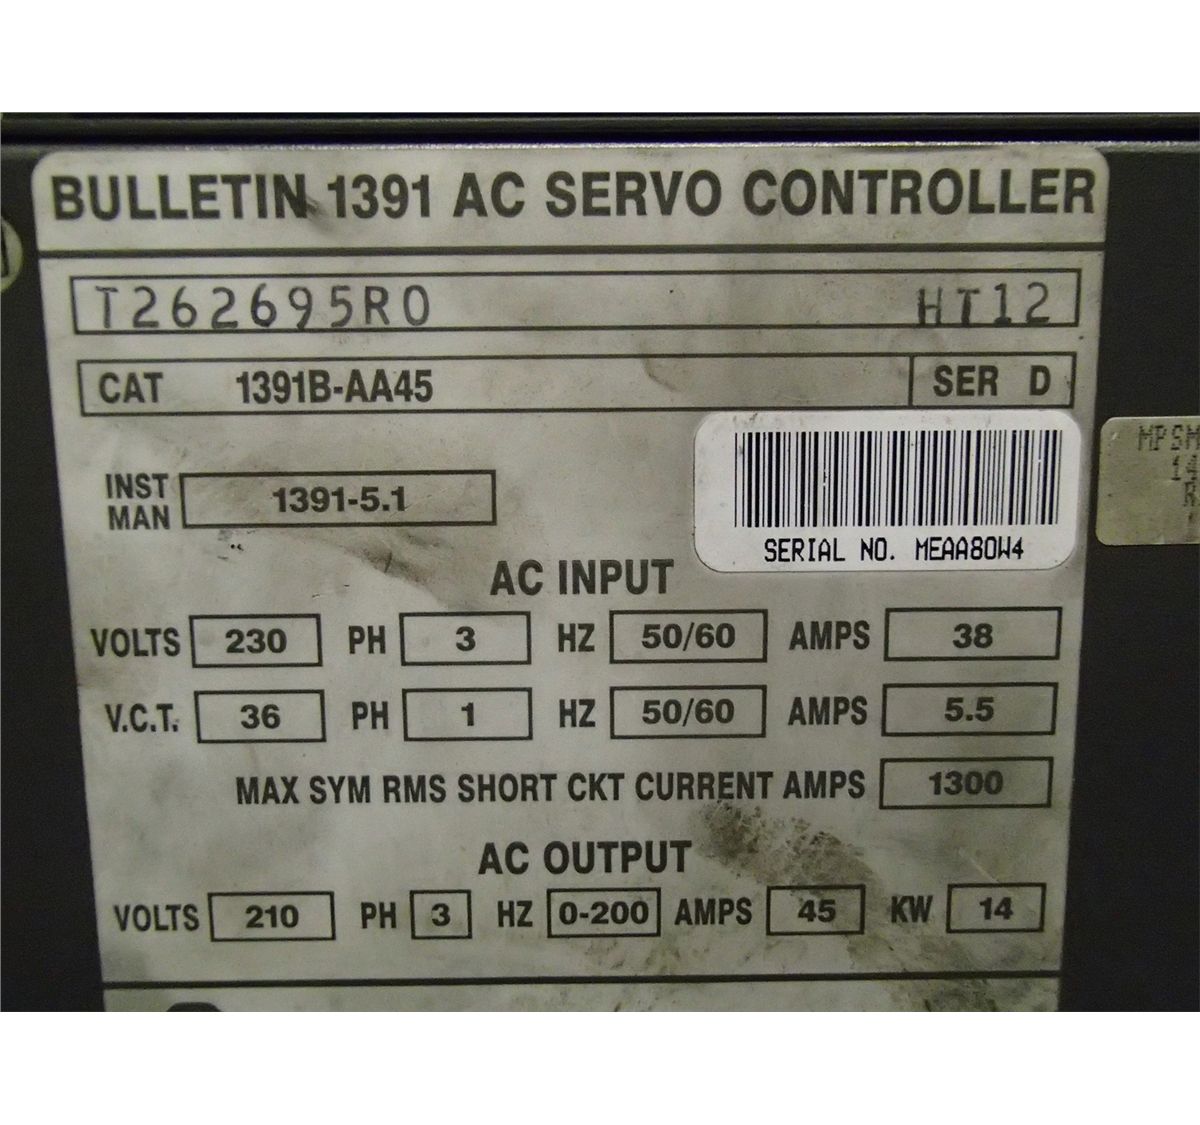 BULLETIN 1391 AC SERVO CONTROLLER
T262695R0 HT12
CAT 1391B-AA45 SER D
INST MAN 1391-5.1
SERIAL NO. MEAA80W4
MPSM
AC INPUT
VOLTS 230 PH 3 HZ 50/60 AMPS 38
V.C.T. 36 PH 1 HZ 50/60 AMPS 5.5
MAX SYM RMS SHORT CKT CURRENT AMPS 1300
AC OUTPUT
VOLTS 210 PH 3 HZ 0-200 AMPS 45 KW 14